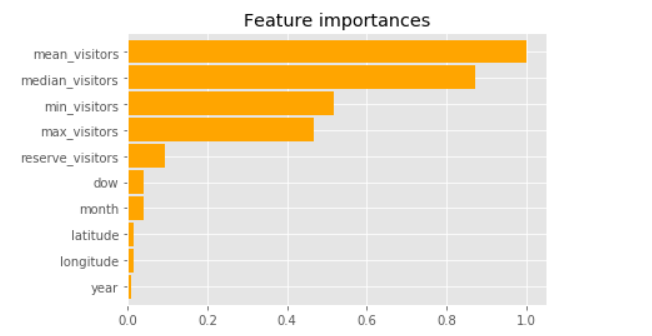 Feature importances
mean_visitors
median_visitors
min_visitors
max_visitors
reserve_visitors
dow
month
latitude
longitude
year
0.0 0.2 0.4 0.6 0.8 1.0